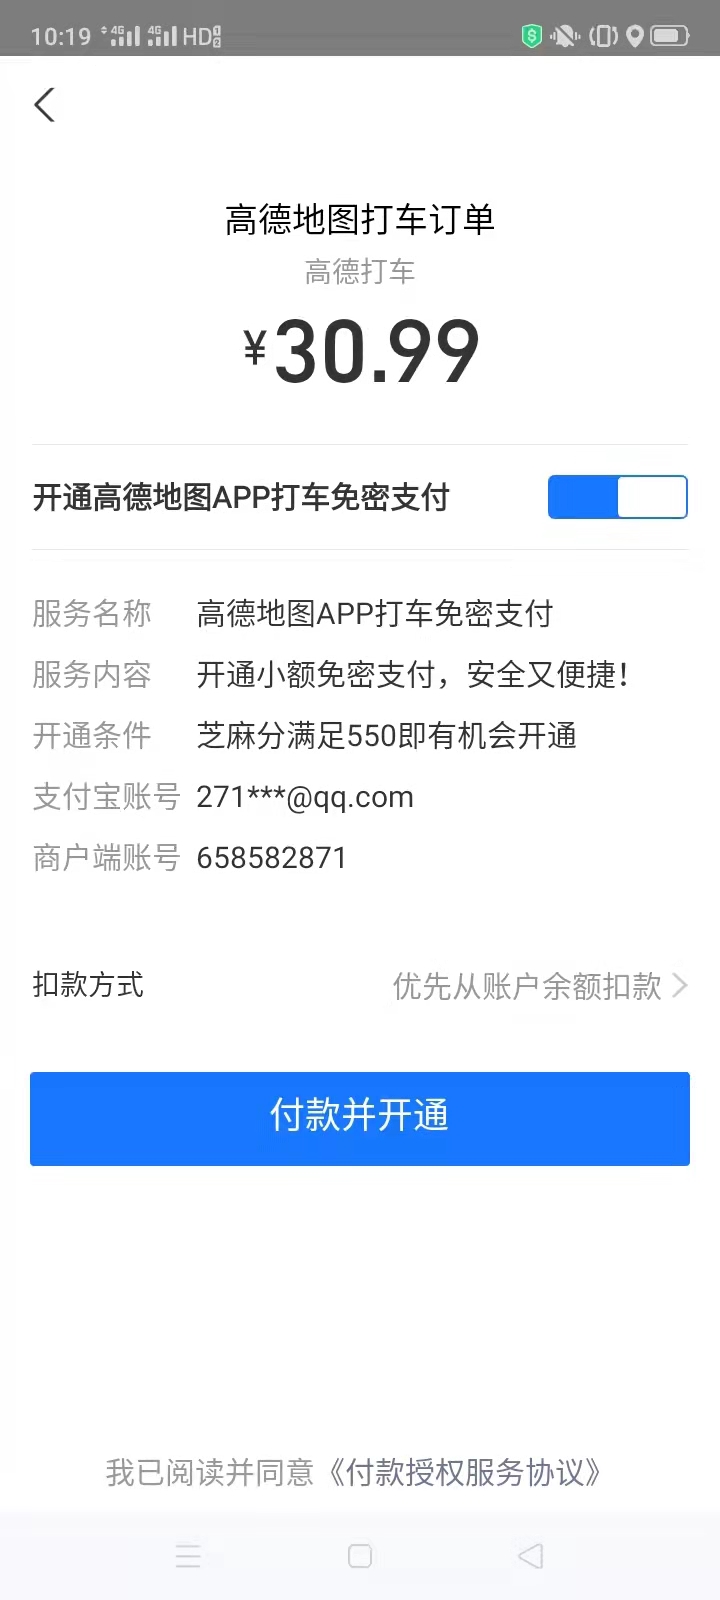 10:19 4G 4G HD12
高德地图打车订单
高德打车
¥30.99
开通高德地图APP打车免密支付
服务名称 高德地图APP打车免密支付
服务内容 开通小额免密支付，安全又便捷！
开通条件 芝麻分满足550即有机会开通
支付宝账号 271***@qq.com
商户端账号 658582871
扣款方式 优先从账户余额扣款
付款并开通
我已阅读并同意《付款授权服务协议》